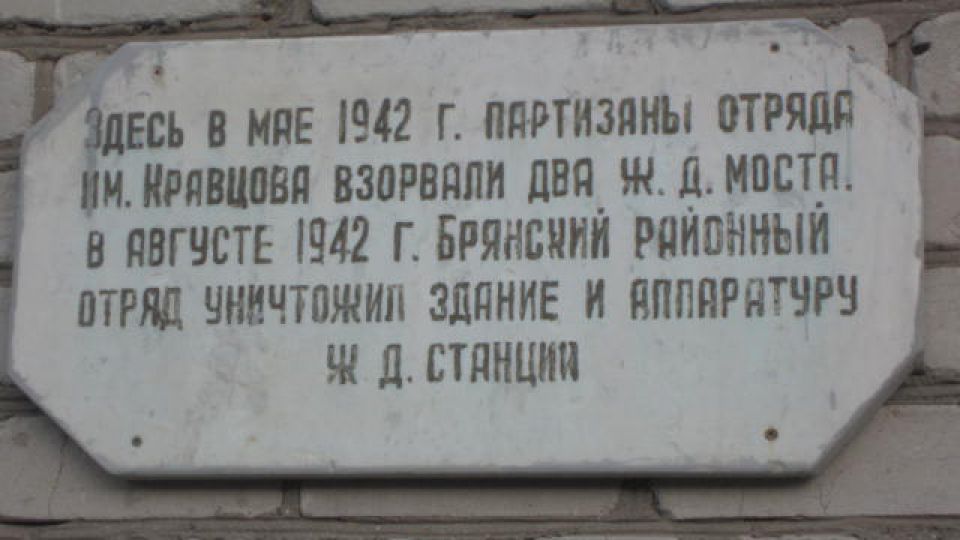 ЗДЕСЬ В МАЕ 1942 Г. ПАРТИЗАНЫ ОТРЯДА
ИМ. КРАВЦОВА ВЗОРВАЛИ ДВА Ж. Д. МОСТА.
В АВГУСТЕ 1942 Г. БРЯНСКИЙ РАЙОННЫЙ
ОТРЯД УНИЧТОЖИЛ ЗДАНИЕ И АППАРАТУРУ
Ж Д. СТАНЦИИ